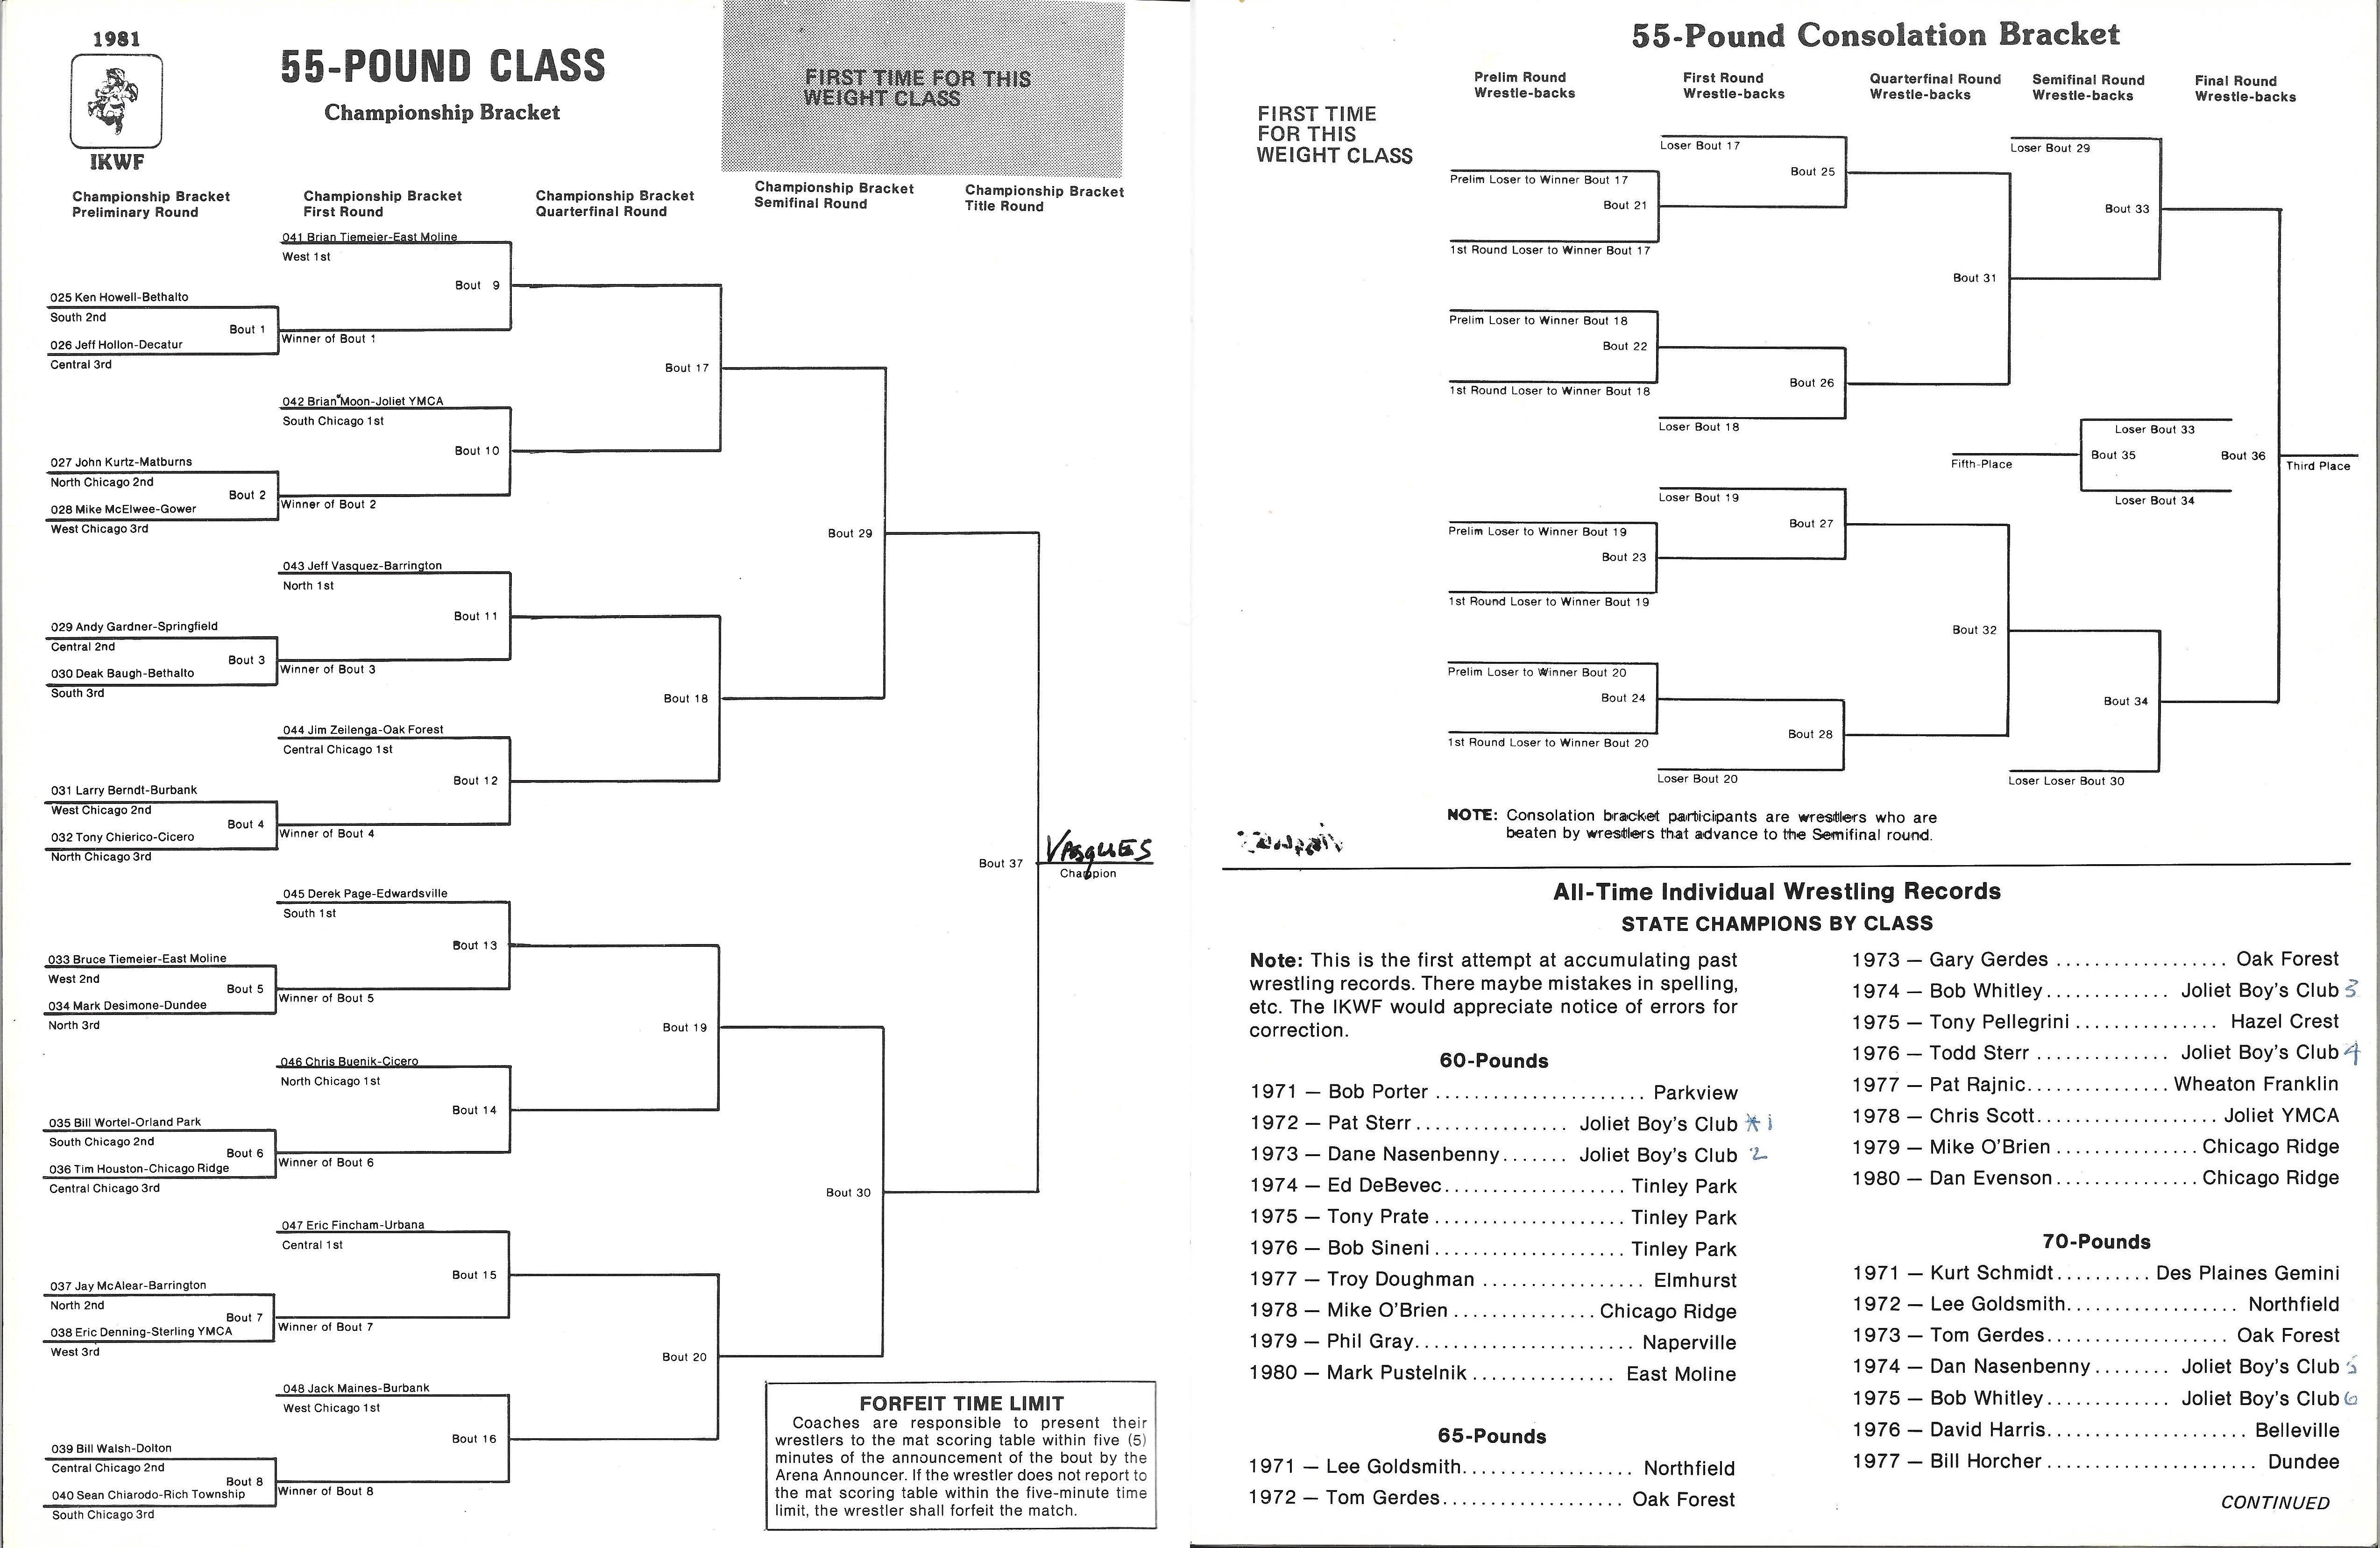 1981
IKWF
55-POUND CLASS
Championship Bracket
FIRST TIME FOR THIS
WEIGHT CLASS
Championship Bracket
Preliminary Round
Championship Bracket
First Round
Championship Bracket
Quarterfinal Round
Championship Bracket
Semifinal Round
Championship Bracket
Title Round
041 Brian Tiemeier-East Moline
West 1st
Bout 9
025 Ken Howell-Bethalto
South 2nd
Bout 1
026 Jeff Hollon-Decatur
Central 3rd
Winner of Bout 1
Bout 17
042 Brian Moon-Joliet YMCA
South Chicago 1st
Bout 10
027 John Kurtz-Matburns
North Chicago 2nd
Bout 2
028 Mike McElwee-Gower
West Chicago 3rd
Winner of Bout 2
Bout 29
043 Jeff Vasquez-Barrington
North 1st
Bout 11
029 Andy Gardner-Springfield
Central 2nd
Bout 3
030 Deak Baugh-Bethalto
South 3rd
Winner of Bout 3
Bout 18
044 Jim Zeilenga-Oak Forest
Central Chicago 1st
Bout 12
031 Larry Berndt-Burbank
West Chicago 2nd
Bout 4
032 Tony Chierico-Cicero
North Chicago 3rd
Winner of Bout 4
Bout 37
VASQUES
Champion
045 Derek Page-Edwardsville
South 1st
Bout 13
033 Bruce Tiemeier-East Moline
West 2nd
Bout 5
034 Mark Desimone-Dundee
North 3rd
Winner of Bout 5
Bout 19
046 Chris Buenik-Cicero
North Chicago 1st
Bout 14
035 Bill Wortel-Orland Park
South Chicago 2nd
Bout 6
036 Tim Houston-Chicago Ridge
Central Chicago 3rd
Winner of Bout 6
Bout 30
047 Eric Fincham-Urbana
Central 1st
Bout 15
037 Jay McAlear-Barrington
North 2nd
Bout 7
038 Eric Denning-Sterling YMCA
West 3rd
Winner of Bout 7
Bout 20
048 Jack Maines-Burbank
West Chicago 1st
Bout 16
039 Bill Walsh-Dolton
Central Chicago 2nd
Bout 8
040 Sean Chiarodo-Rich Township
South Chicago 3rd
Winner of Bout 8
FORFEIT TIME LIMIT
Coaches are responsible to present their
wrestlers to the mat scoring table within five (5)
minutes of the announcement of the bout by the
Arena Announcer. If the wrestler does not report to
the mat scoring table within the five-minute time
limit, the wrestler shall forfeit the match.
55-Pound Consolation Bracket
Prelim Round
Wrestle-backs
First Round
Wrestle-backs
Quarterfinal Round
Wrestle-backs
Semifinal Round
Wrestle-backs
Final Round
Wrestle-backs
FIRST TIME
FOR THIS
WEIGHT CLASS
Loser Bout 17
Bout 25
Prelim Loser to Winner Bout 17
Bout 21
1st Round Loser to Winner Bout 17
Loser Bout 29
Bout 33
Bout 31
Prelim Loser to Winner Bout 18
Bout 22
1st Round Loser to Winner Bout 18
Bout 26
Loser Bout 18
Loser Bout 33
Fifth-Place
Bout 35
Bout 36
Third Place
Loser Bout 34
Loser Bout 19
Bout 27
Prelim Loser to Winner Bout 19
Bout 23
1st Round Loser to Winner Bout 19
Bout 32
Prelim Loser to Winner Bout 20
Bout 24
1st Round Loser to Winner Bout 20
Bout 28
Loser Bout 20
Bout 34
Loser Loser Bout 30
NOTE: Consolation bracket participants are wrestlers who are
beaten by wrestlers that advance to the Semifinal round.
All-Time Individual Wrestling Records
STATE CHAMPIONS BY CLASS
Note: This is the first attempt at accumulating past
wrestling records. There maybe mistakes in spelling,
etc. The IKWF would appreciate notice of errors for
correction.
60-Pounds
1971 — Bob Porter ...................... Parkview
1972 — Pat Sterr ................ Joliet Boy's Club * 1
1973 — Dane Nasenbenny ....... Joliet Boy's Club 2
1974 — Ed DeBevec ................... Tinley Park
1975 — Tony Prate .................... Tinley Park
1976 — Bob Sineni .................... Tinley Park
1977 — Troy Doughman ................. Elmhurst
1978 — Mike O'Brien ............... Chicago Ridge
1979 — Phil Gray ....................... Naperville
1980 — Mark Pustelnik ............... East Moline
65-Pounds
1971 — Lee Goldsmith .................. Northfield
1972 — Tom Gerdes ................... Oak Forest
1973 — Gary Gerdes .................. Oak Forest
1974 — Bob Whitley ............. Joliet Boy's Club 3
1975 — Tony Pellegrini ............... Hazel Crest
1976 — Todd Sterr .............. Joliet Boy's Club 4
1977 — Pat Rajnic ............... Wheaton Franklin
1978 — Chris Scott ................... Joliet YMCA
1979 — Mike O'Brien ............... Chicago Ridge
1980 — Dan Evenson ............... Chicago Ridge
70-Pounds
1971 — Kurt Schmidt .......... Des Plaines Gemini
1972 — Lee Goldsmith .................. Northfield
1973 — Tom Gerdes ................... Oak Forest
1974 — Dan Nasenbenny ........ Joliet Boy's Club 5
1975 — Bob Whitley ............. Joliet Boy's Club 6
1976 — David Harris ..................... Belleville
1977 — Bill Horcher ...................... Dundee
CONTINUED